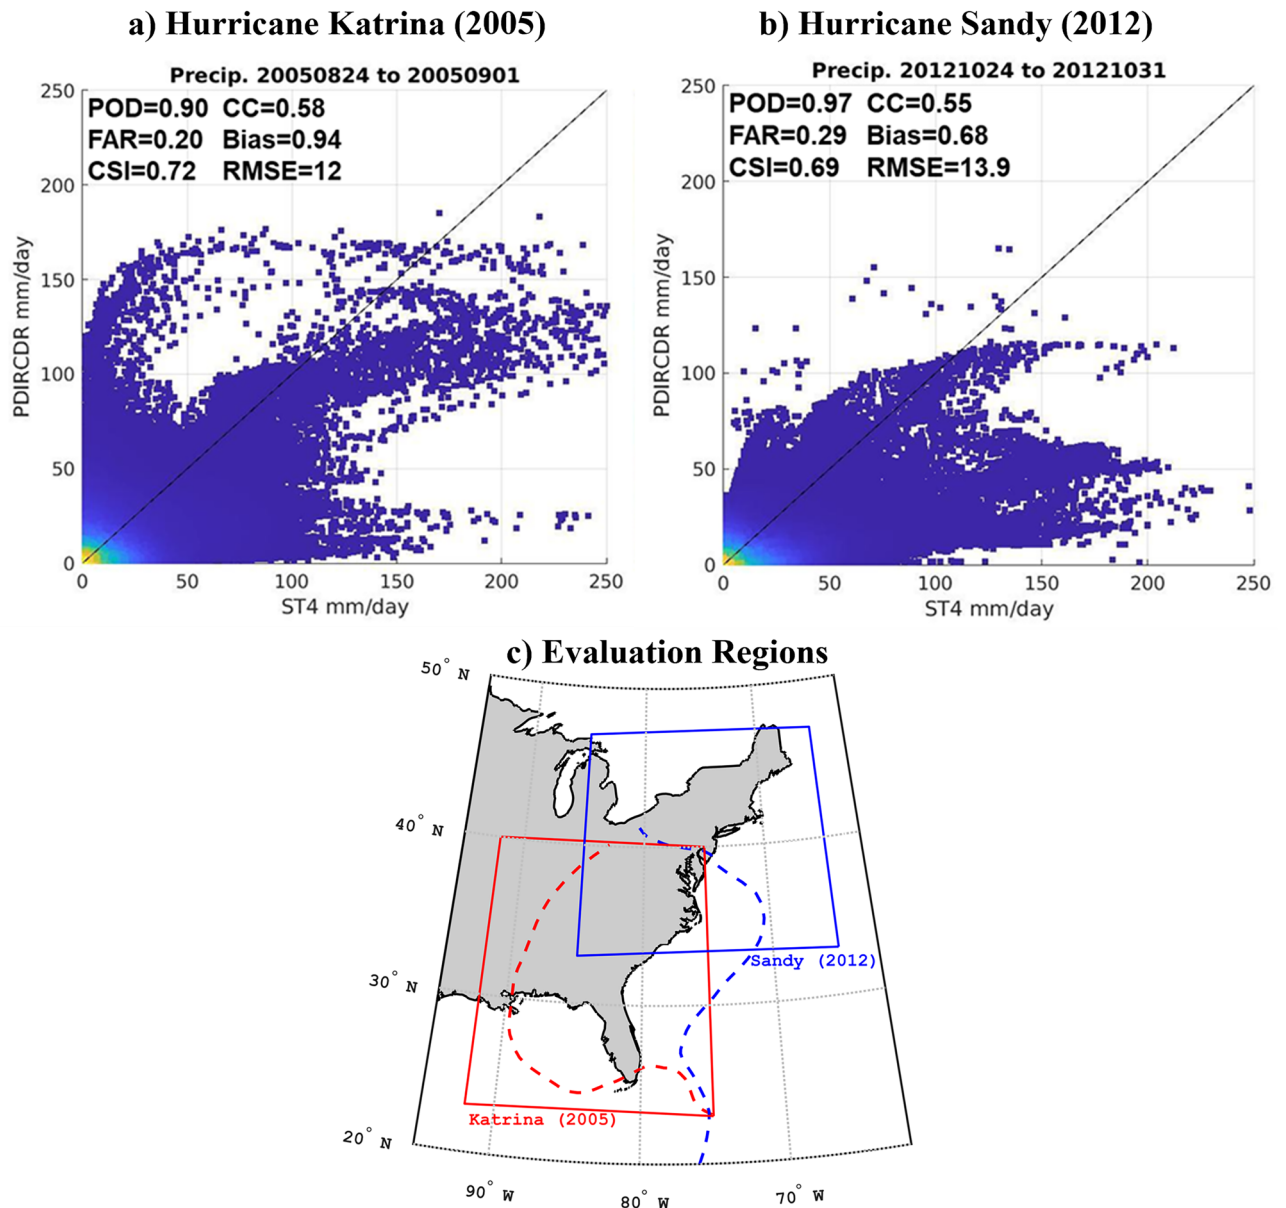 a) Hurricane Katrina (2005)
b) Hurricane Sandy (2012)
Precip. 20050824 to 20050901
Precip. 20121024 to 20121031
POD=0.90 CC=0.58
FAR=0.20 Bias=0.94
CSI=0.72 RMSE=12
250
200
150
100
50
0
PDIRCDR mm/day
0 50 100 150 200 250
ST4 mm/day
POD=0.97 CC=0.55
FAR=0.29 Bias=0.68
CSI=0.69 RMSE=13.9
250
200
150
100
50
0
PDIRCDR mm/day
0 50 100 150 200 250
ST4 mm/day
c) Evaluation Regions
50° N
40° N
30° N
20° N
Sandy (2012)
Katrina (2005)
90° W
80° W
70° W